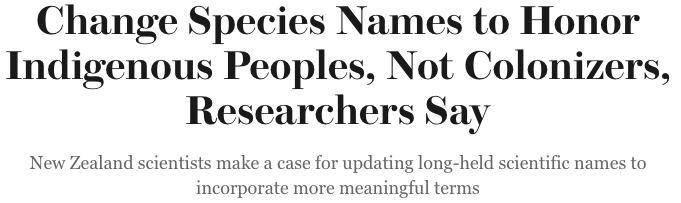 Change Species Names to Honor
Indigenous Peoples, Not Colonizers,
Researchers Say
New Zealand scientists make a case for updating long-held scientific names to
incorporate more meaningful terms